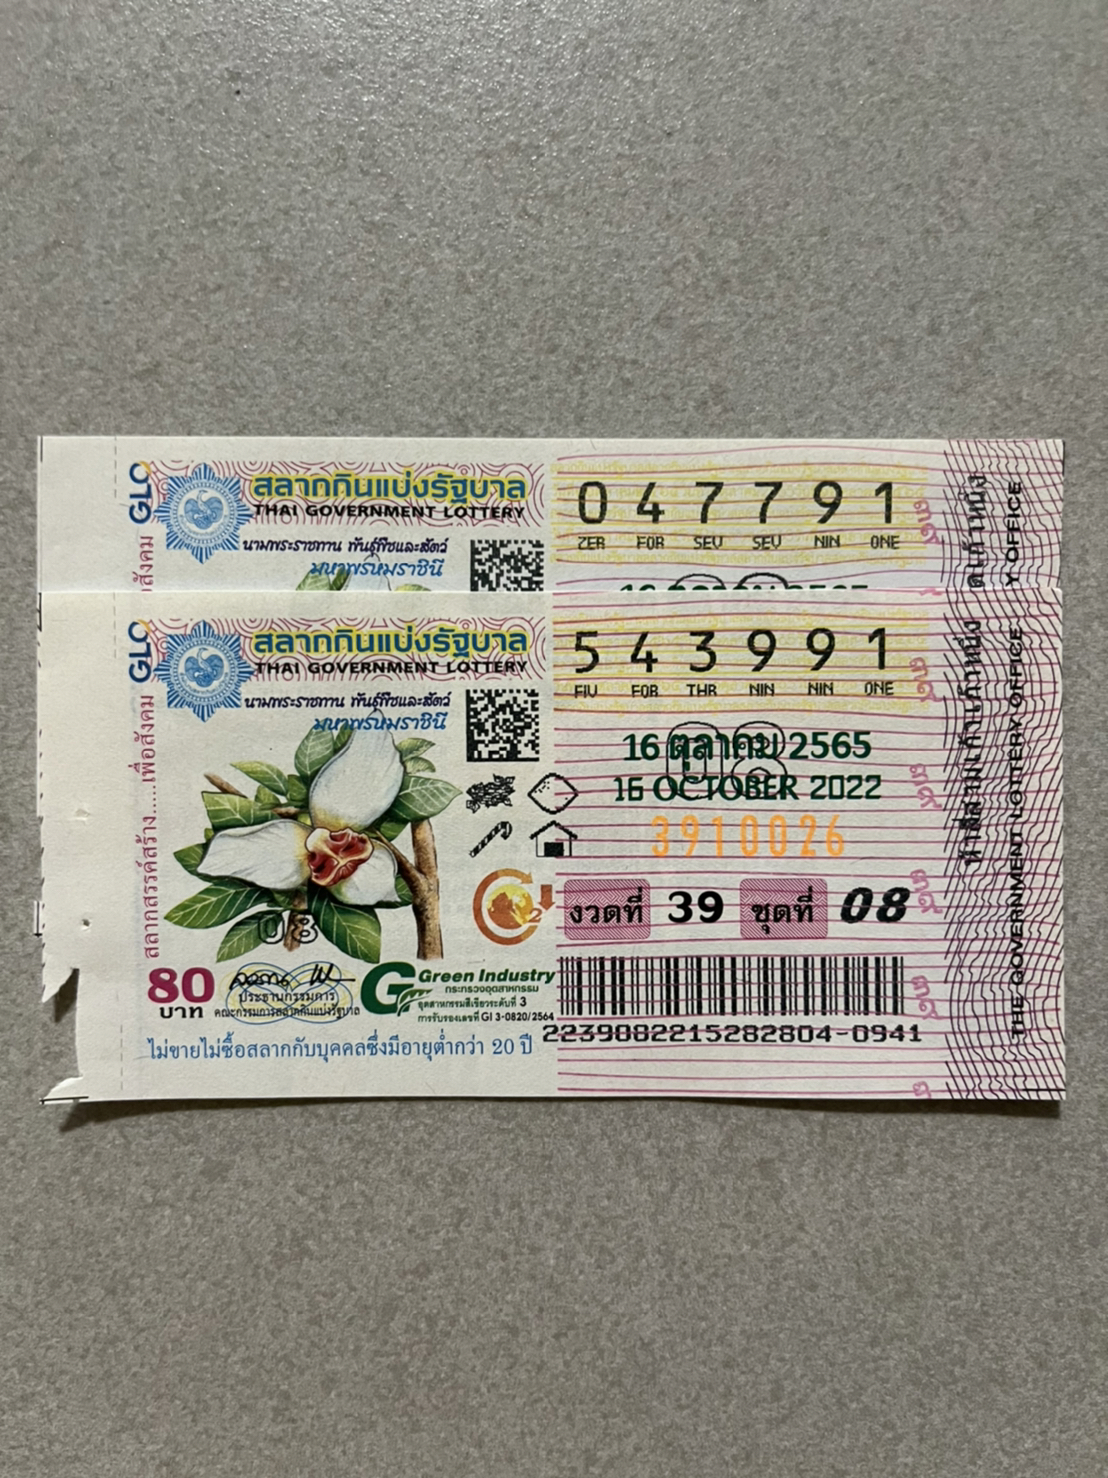 GLO
สลากกินแบ่งรัฐบาล
THAI GOVERNMENT LOTTERY
นามพระราชทาน พันธุ์พืชและสัตว์
มหาพรหมราชินี
0 4 7 7 9 1
ZER FOR SEV SEV NIN ONE
Y OFFICE
GLO
สลากกินแบ่งรัฐบาล
THAI GOVERNMENT LOTTERY
นามพระราชทาน พันธุ์พืชและสัตว์
มหาพรหมราชินี
สลากสรรค์สร้าง.....เพื่อสังคม
5 4 3 9 9 1
FIV FOR THR NIN NIN ONE
16 ตุลาคม 2565
16 OCTOBER 2022
08
3910026
งวดที่ 39 ชุดที่ 08
08
80
บาท
ประธานกรรมการ
คณะกรรมการสลากกินแบ่งรัฐบาล
Green Industry
กระทรวงอุตสาหกรรม
อุตสาหกรรมสีเขียวระดับที่ 3
การรับรองเลขที่ GI 3-0820/2564
2239082215282804-0941
ไม่ขายไม่ซื้อสลากกับบุคคลซึ่งมีอายุต่ำกว่า 20 ปี
ห้าสี่สามเก้าเก้าหนึ่ง
THE GOVERNMENT LOTTERY OFFICE